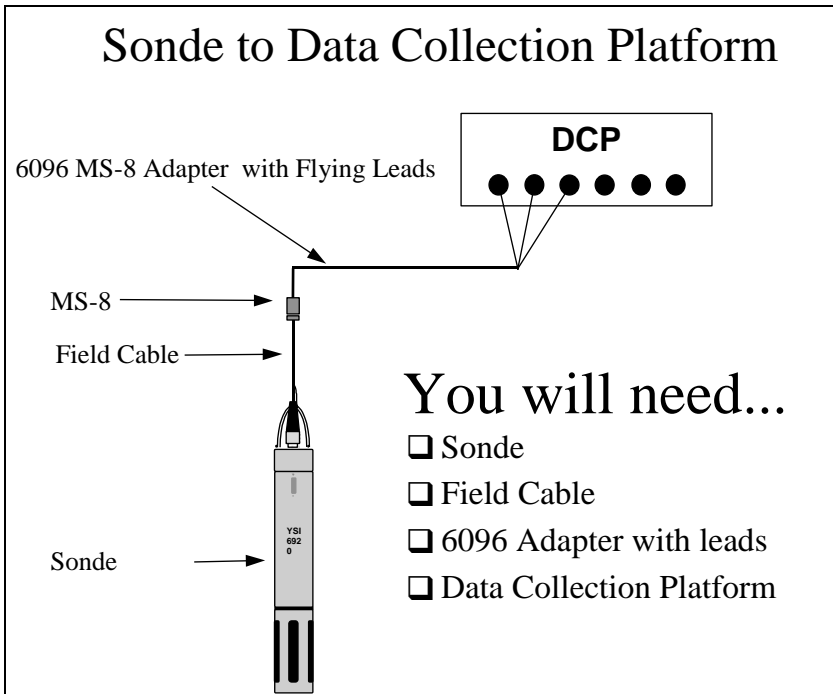 Sonde to Data Collection Platform
DCP
6096 MS-8 Adapter with Flying Leads
MS-8
Field Cable
You will need...
❑ Sonde
❑ Field Cable
❑ 6096 Adapter with leads
❑ Data Collection Platform
YSI
692
0
Sonde